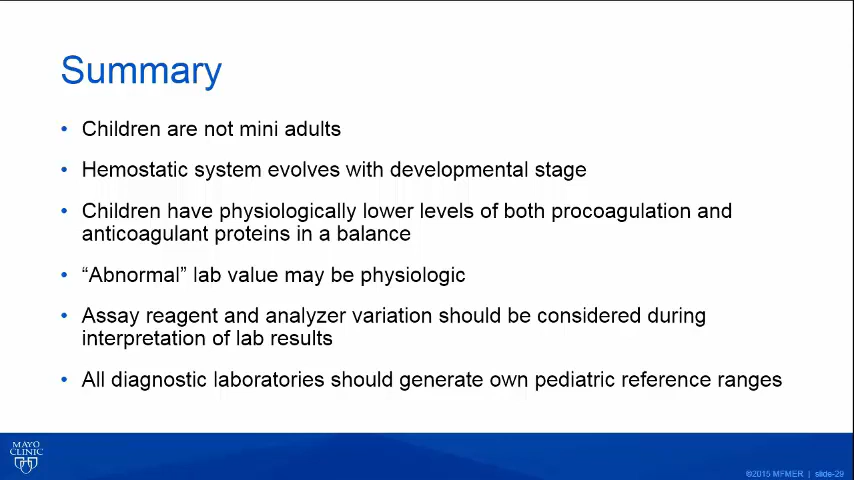 Summary
• Children are not mini adults
• Hemostatic system evolves with developmental stage
• Children have physiologically lower levels of both procoagulation and
anticoagulant proteins in a balance
• “Abnormal” lab value may be physiologic
• Assay reagent and analyzer variation should be considered during
interpretation of lab results
• All diagnostic laboratories should generate own pediatric reference ranges
MAYO
CLINIC
©2015 MFMER | slide-29